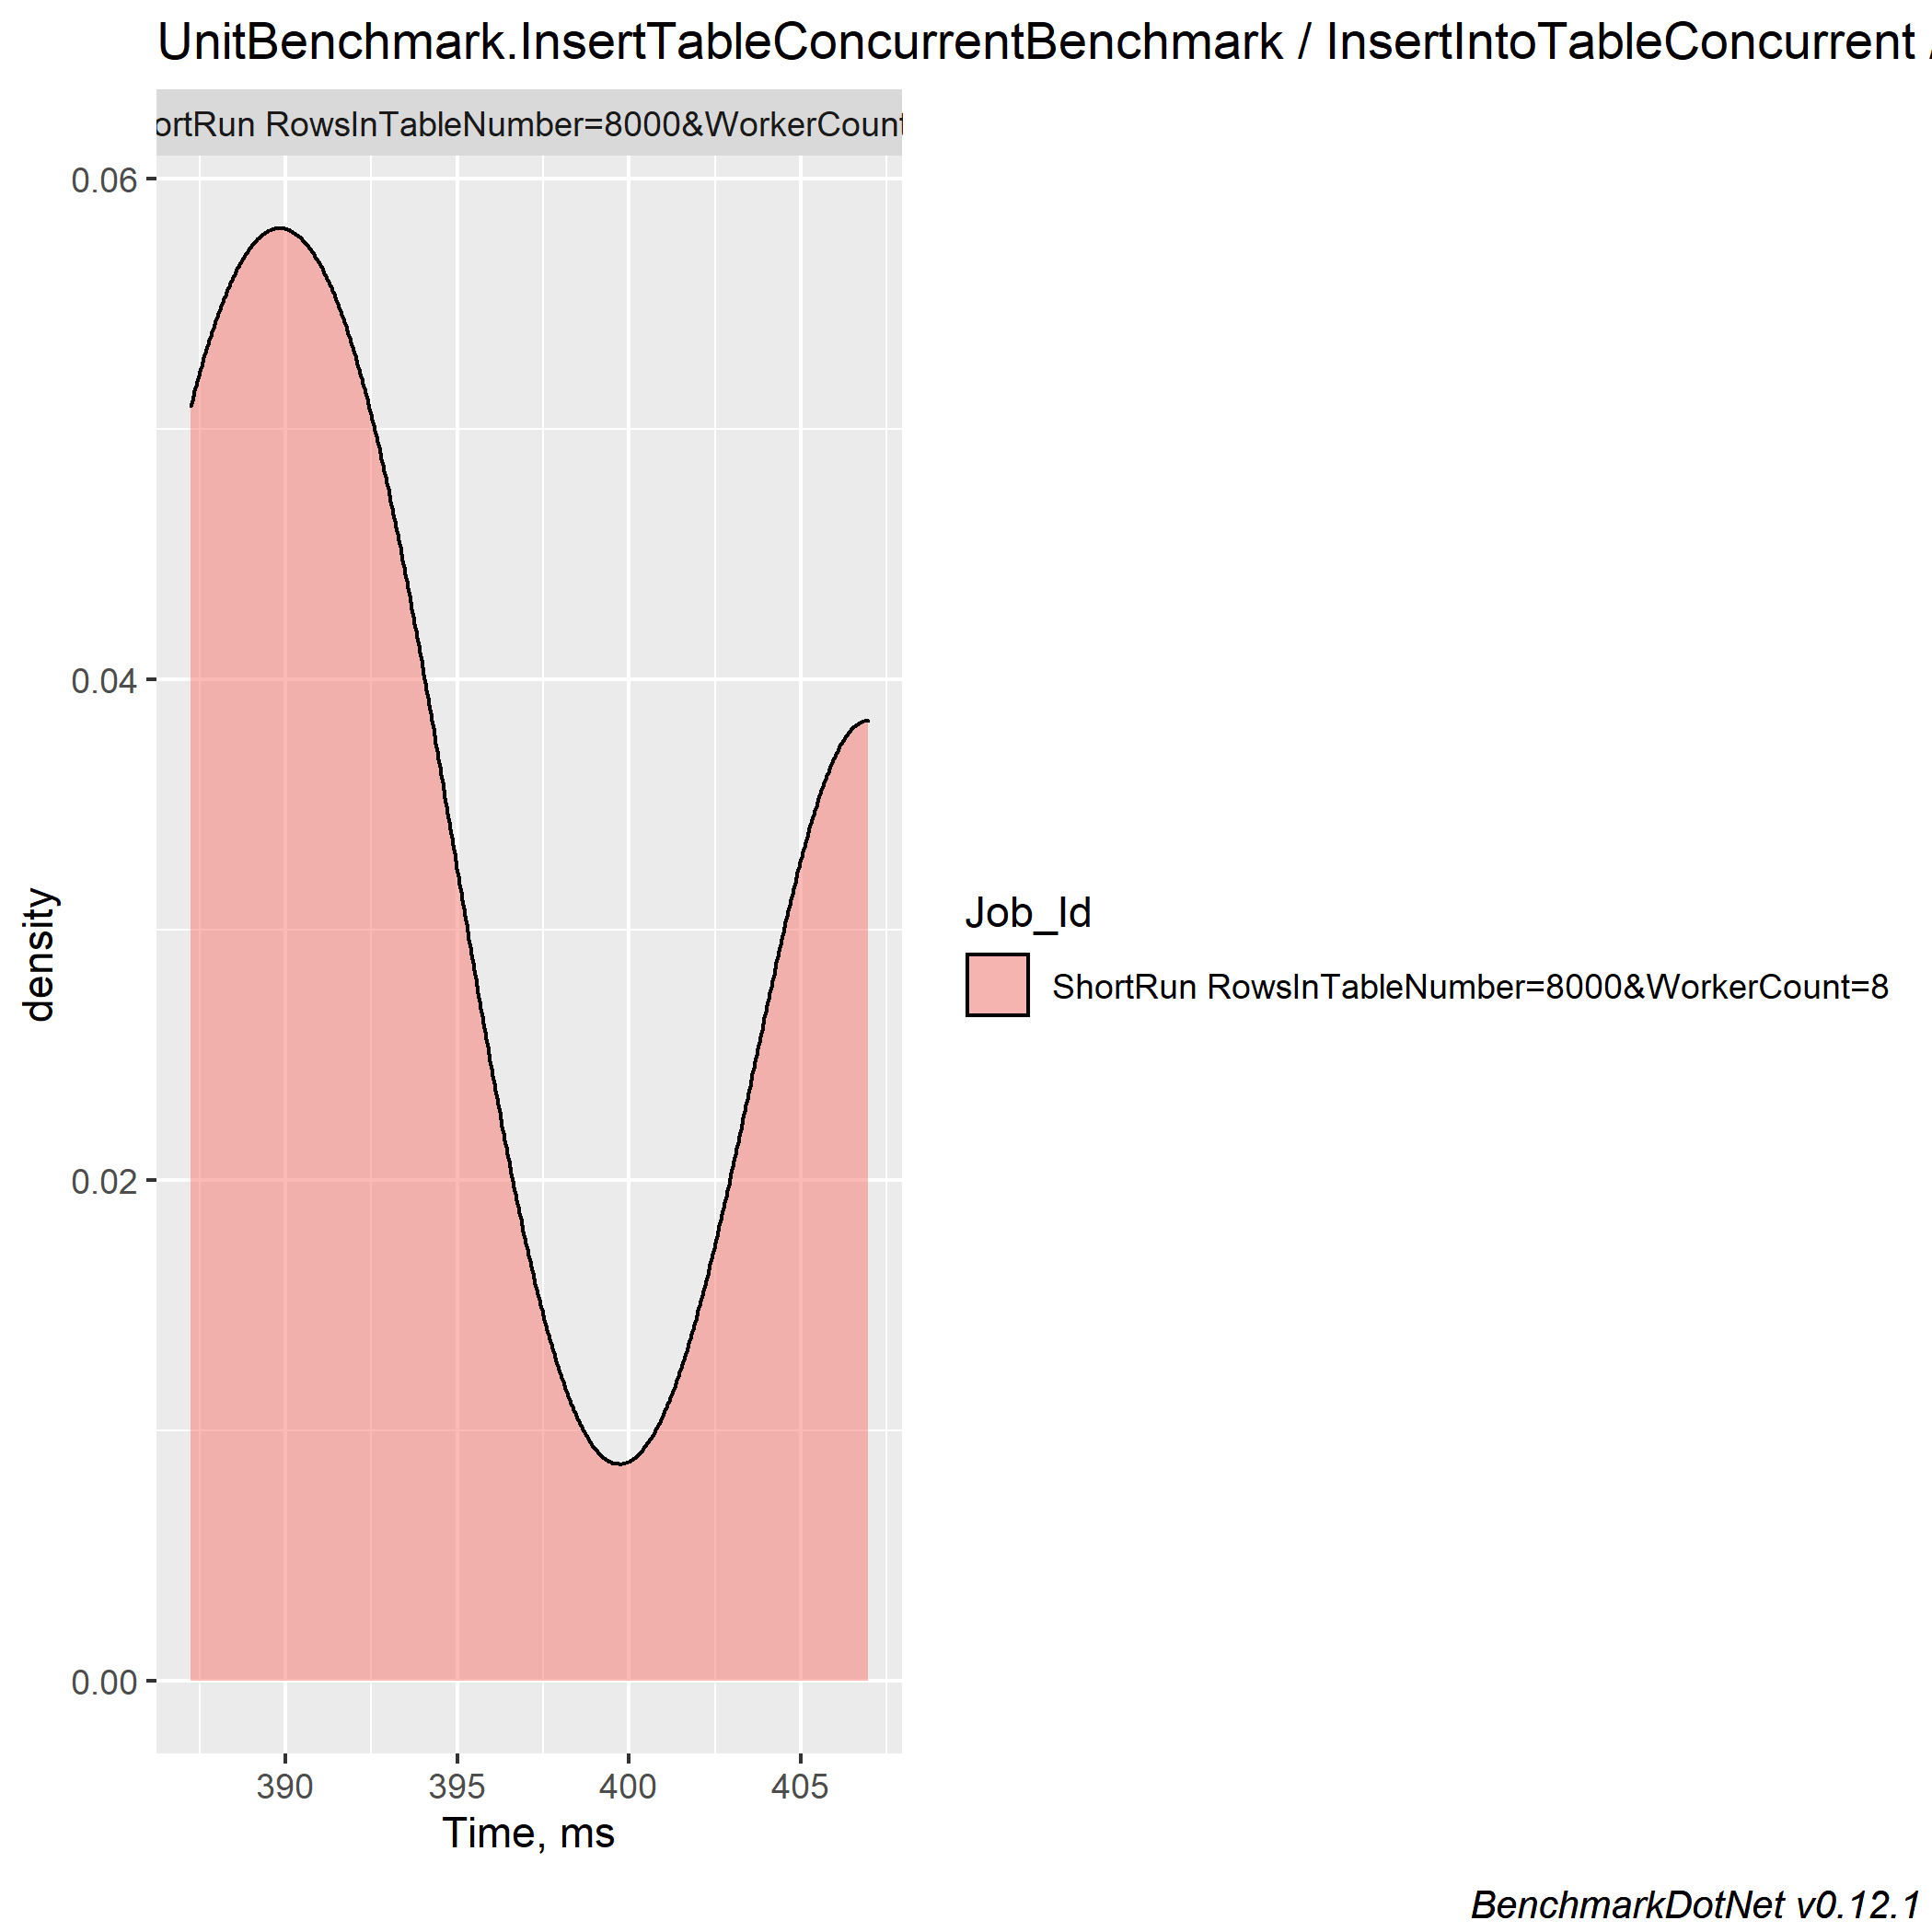 UnitBenchmark.InsertTableConcurrentBenchmark / InsertIntoTableConcurrent /
ortRun RowsInTableNumber=8000&WorkerCount
0.06
0.04
0.02
0.00
density
390 395 400 405
Time, ms
Job_Id
ShortRun RowsInTableNumber=8000&WorkerCount=8
BenchmarkDotNet v0.12.1